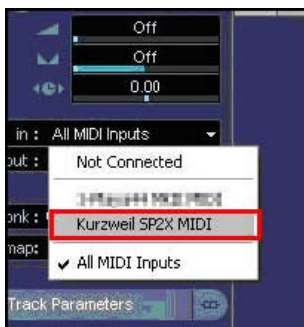 Off
Off
0.00
in : All MIDI Inputs
out :
Not Connected
Kurzweil SP2X MIDI
map:
✓ All MIDI Inputs
Track Parameters